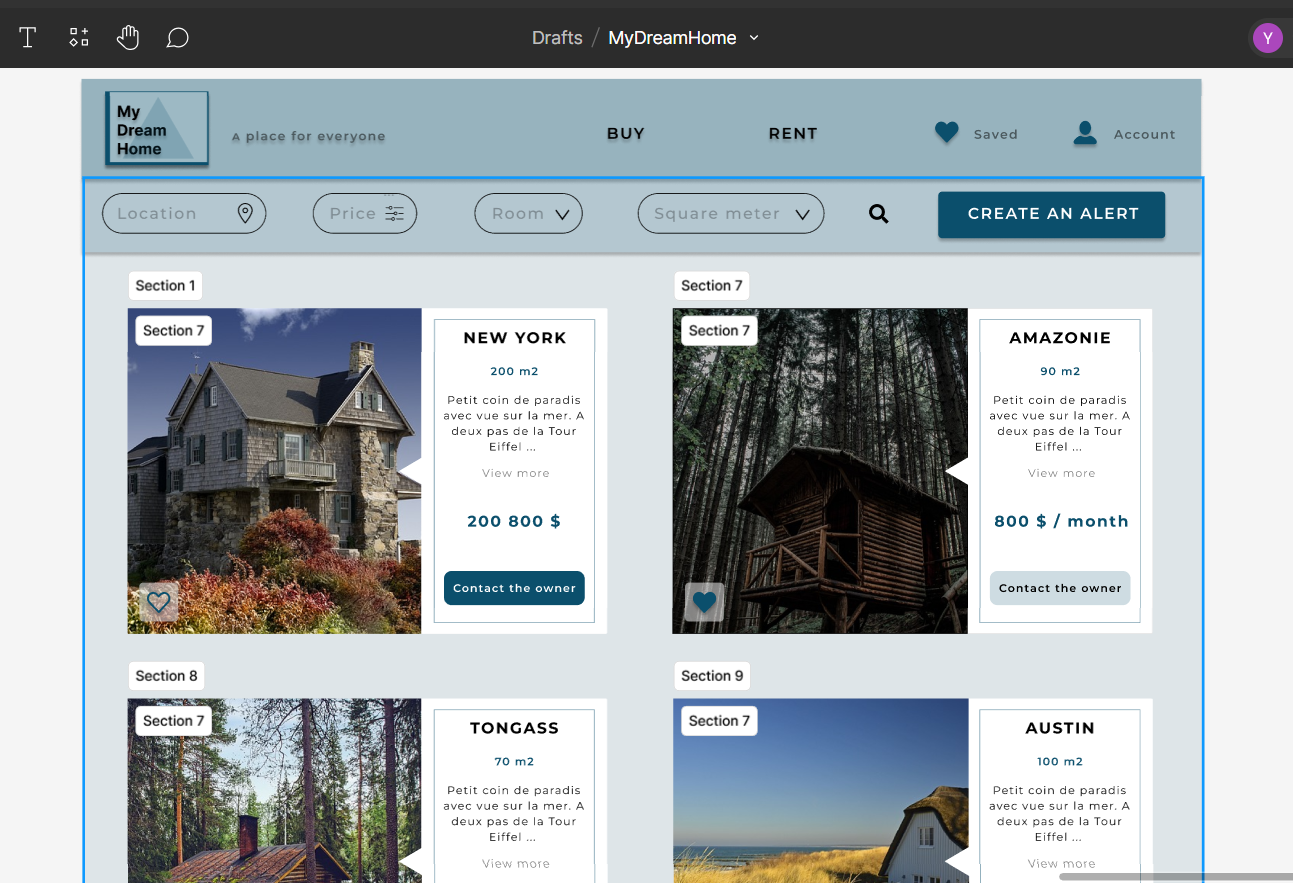 T
Drafts / MyDreamHome
Y
My
Dream
Home
A place for everyone
BUY
RENT
Saved
Account
Location
Price
Room
Square meter
CREATE AN ALERT
Section 1
Section 7
Section 7
NEW YORK
200 m2
Petit coin de paradis
avec vue sur la mer. A
deux pas de la Tour
Eiffel ...
View more
200 800 $
Contact the owner
Section 7
AMAZONIE
90 m2
Petit coin de paradis
avec vue sur la mer. A
deux pas de la Tour
Eiffel ...
View more
800 $ / month
Contact the owner
Section 8
Section 9
Section 7
TONGASS
70 m2
Petit coin de paradis
avec vue sur la mer. A
deux pas de la Tour
Eiffel ...
View more
Section 7
AUSTIN
100 m2
Petit coin de paradis
avec vue sur la mer. A
deux pas de la Tour
Eiffel ...
View more